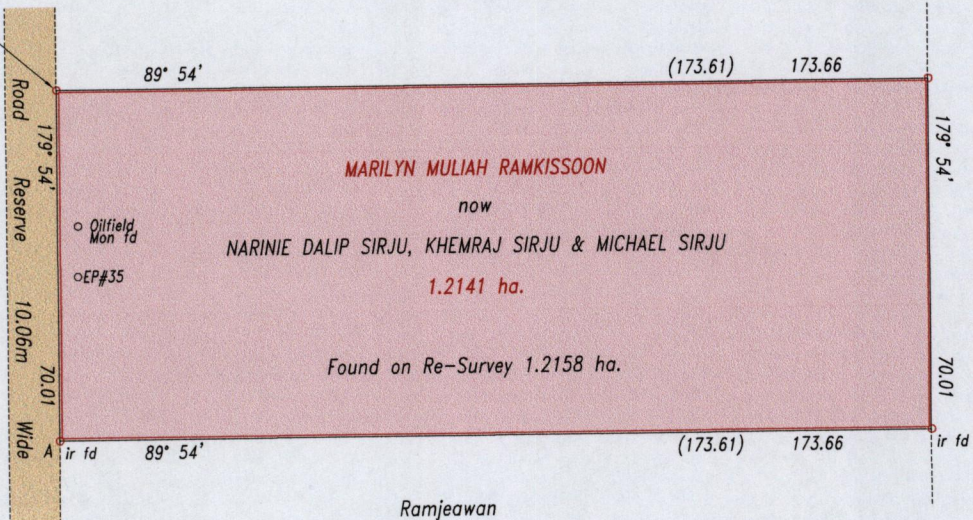 89° 54'
(173.61) 173.66
Road Reserve 10.06m Wide
179° 54'
70.01
179° 54'
70.01
MARILYN MULIAH RAMKISSOON
now
NARINIE DALIP SIRJU, KHEMRAJ SIRJU & MICHAEL SIRJU
1.2141 ha.
Oilfield
Mon fd
EP#35
Found on Re-Survey 1.2158 ha.
A ir fd
89° 54'
(173.61) 173.66
ir fd
Ramjeawan